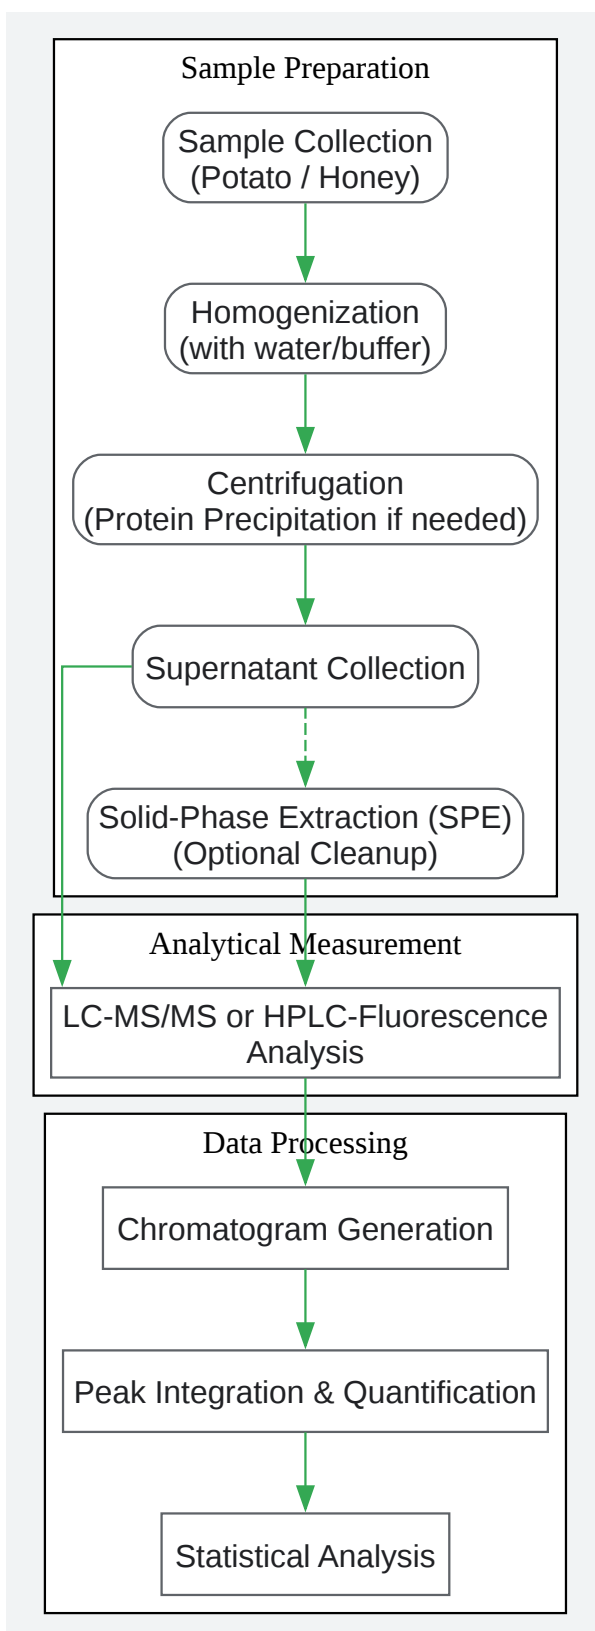 Sample Preparation
Sample Collection
(Potato / Honey)
Homogenization
(with water/buffer)
Centrifugation
(Protein Precipitation if needed)
Supernatant Collection
Solid-Phase Extraction (SPE)
(Optional Cleanup)
Analytical Measurement
LC-MS/MS or HPLC-Fluorescence
Analysis
Data Processing
Chromatogram Generation
Peak Integration & Quantification
Statistical Analysis